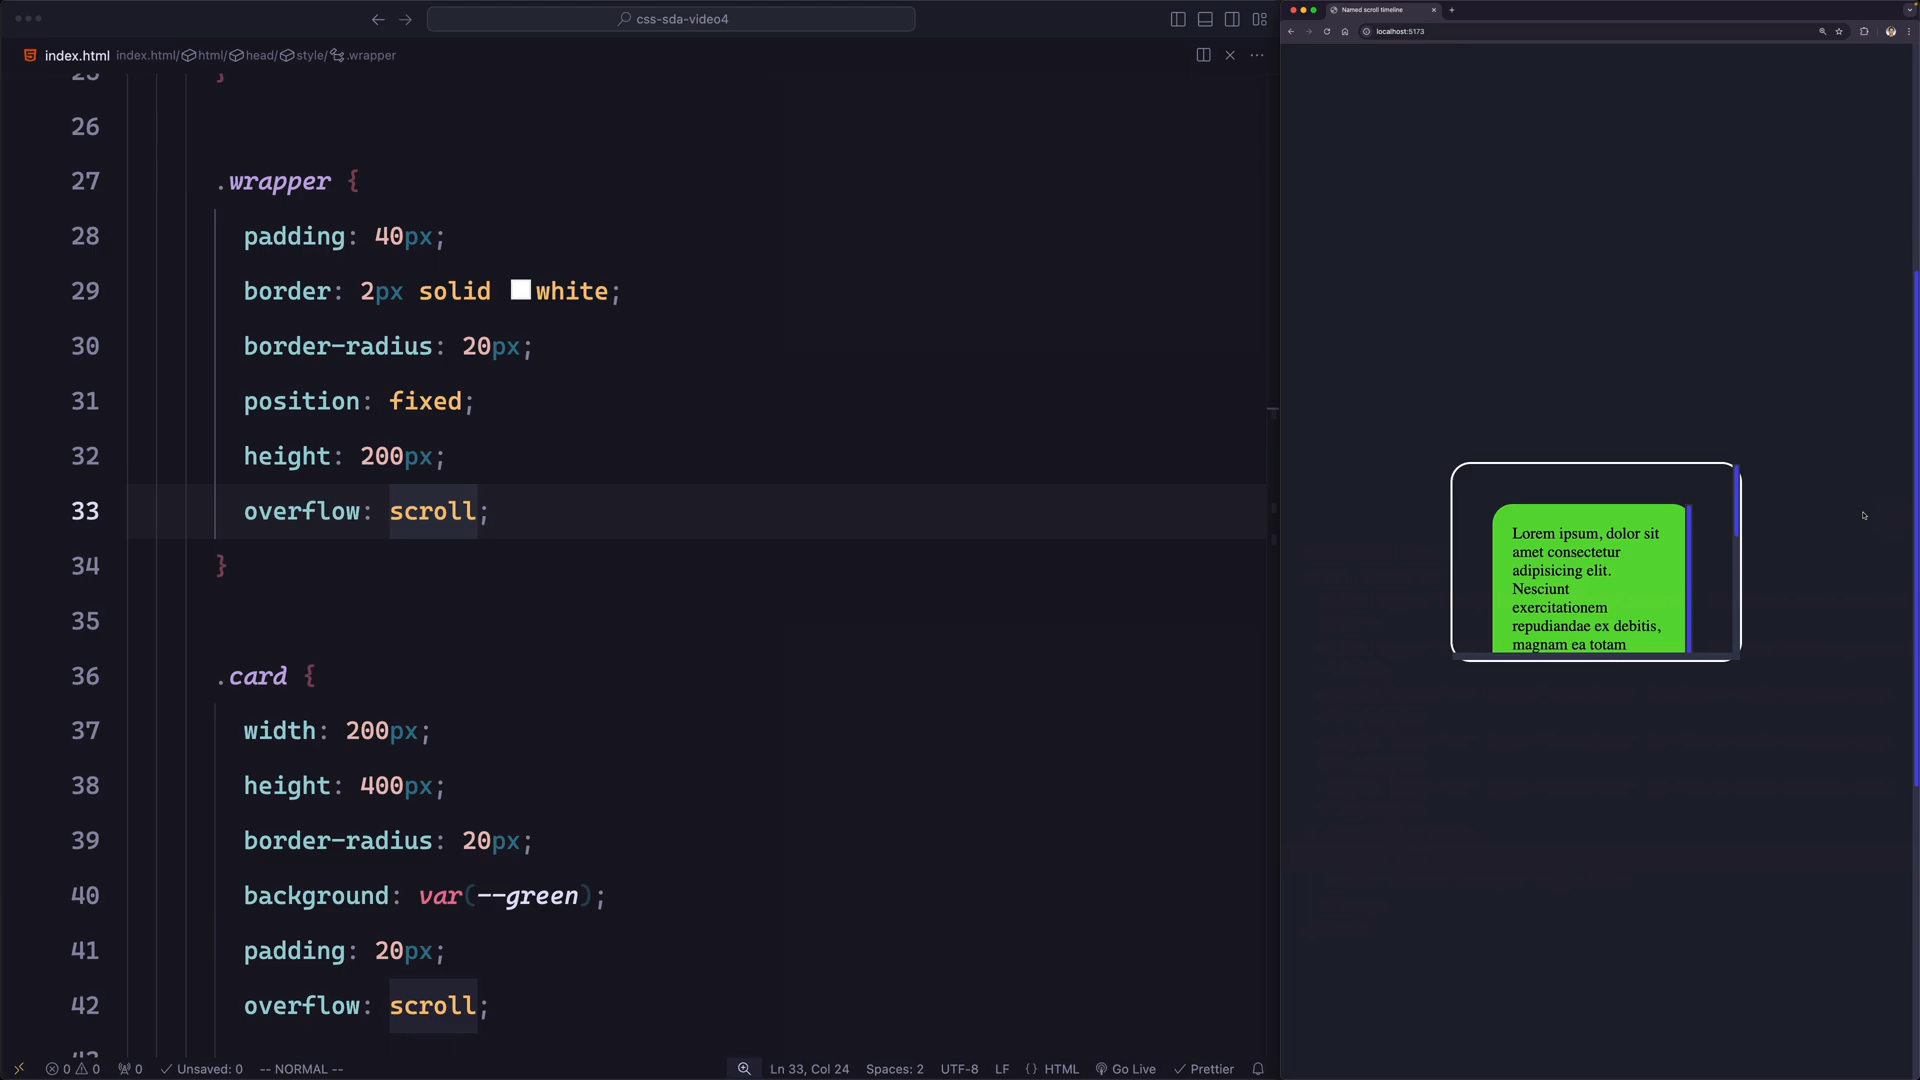 css-sda-video4
index.html index.html/html/head/style/.wrapper
25 }
26
27 .wrapper {
28 padding: 40px;
29 border: 2px solid white;
30 border-radius: 20px;
31 position: fixed;
32 height: 200px;
33 overflow: scroll;
34 }
35
36 .card {
37 width: 200px;
38 height: 400px;
39 border-radius: 20px;
40 background: var(--green);
41 padding: 20px;
42 overflow: scroll;
43
0 0 0 Unsaved: 0 -- NORMAL -- Ln 33, Col 24 Spaces: 2 UTF-8 LF {} HTML Go Live Prettier
Named scroll timeline
localhost:5173
Lorem ipsum, dolor sit
amet consectetur
adipisicing elit.
Nesciunt
exercitationem
repudiandae ex debitis,
magnam ea totam